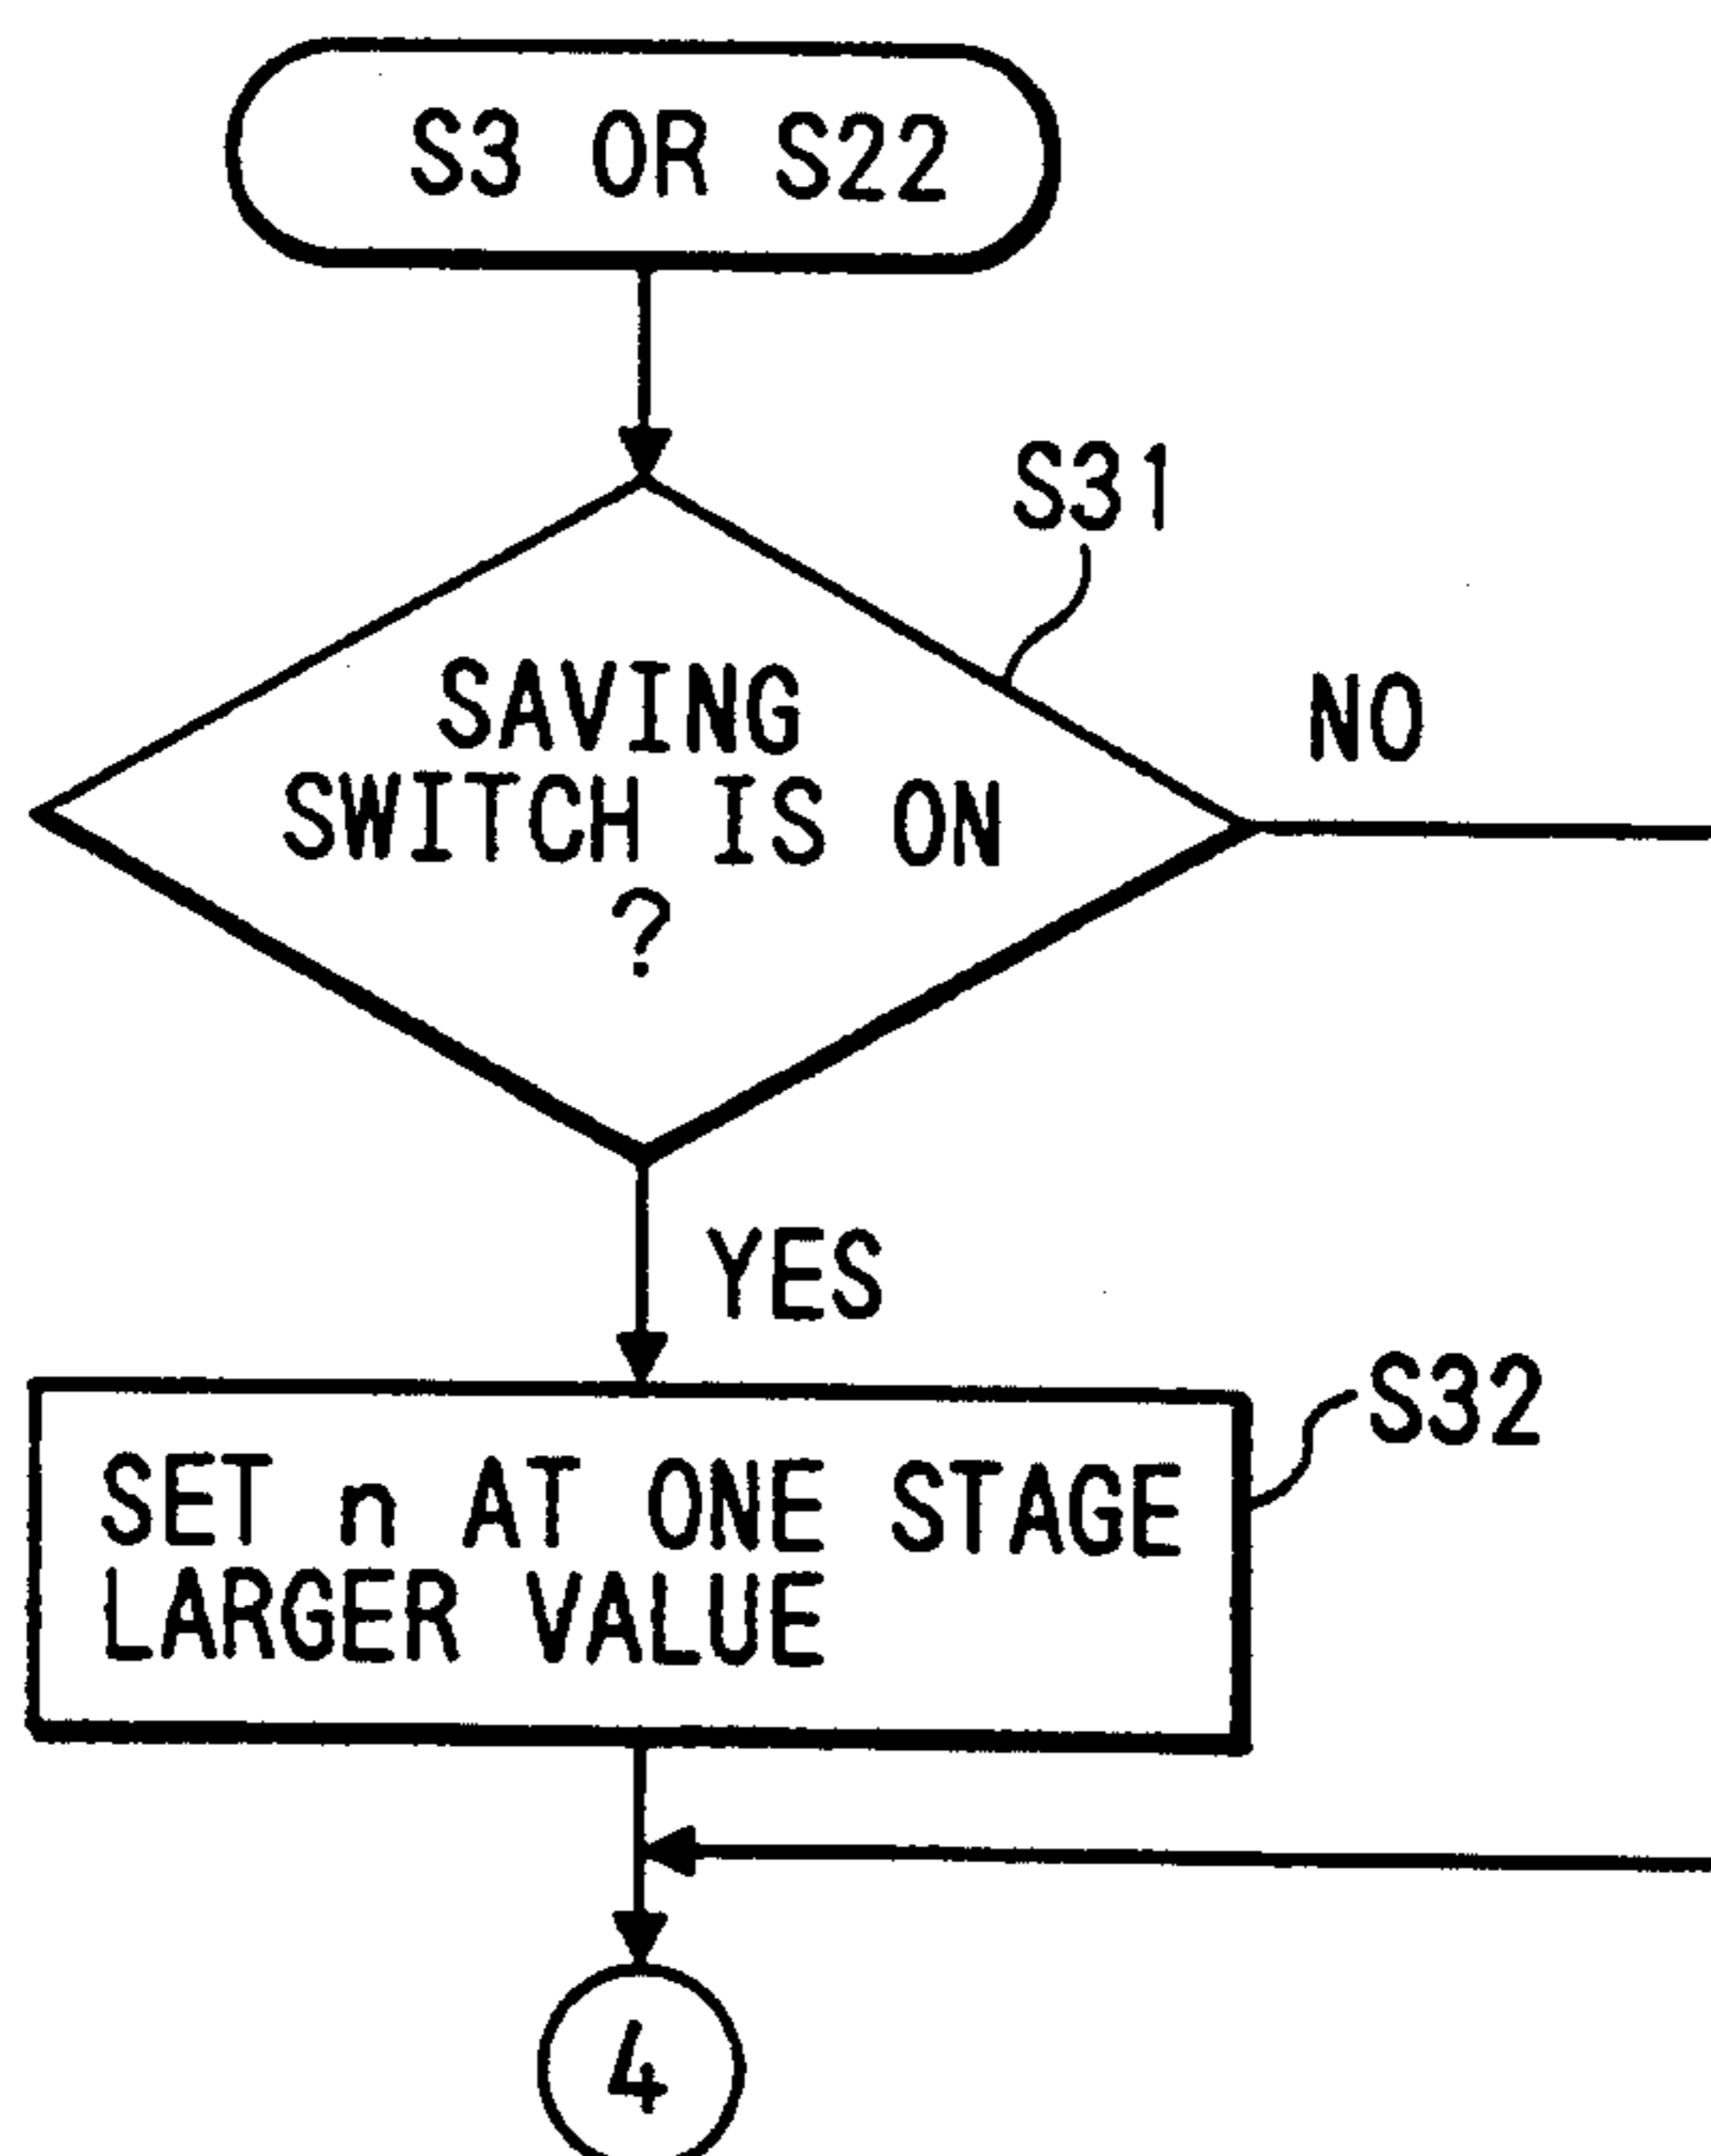 S3 OR S22
S31
SAVING
SWITCH IS ON
?
NO
YES
S32
SET n AT ONE STAGE
LARGER VALUE
4